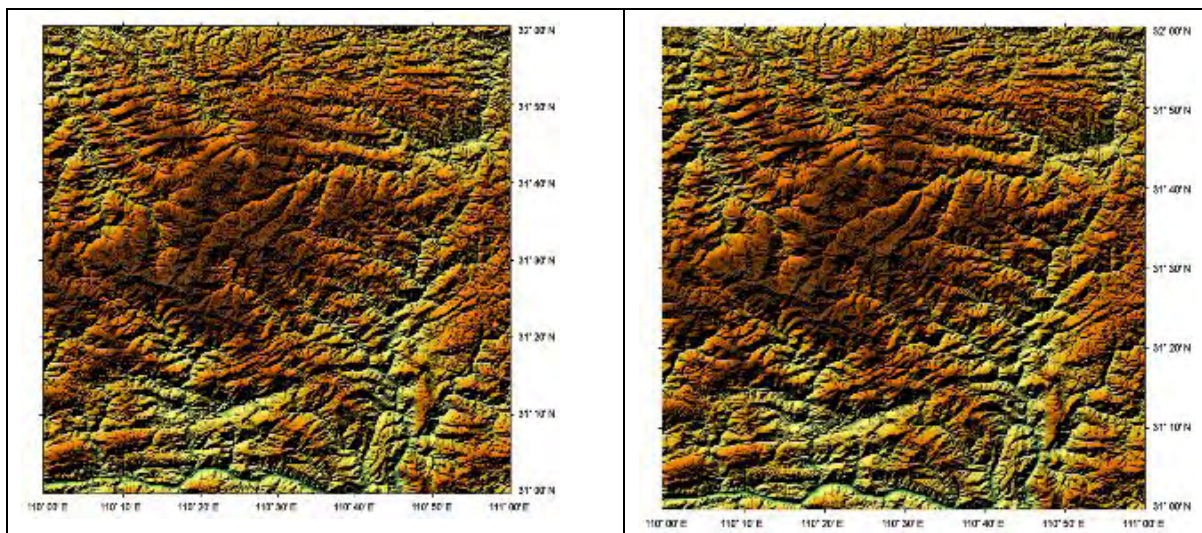 32° 00' N
31° 50' N
31° 40' N
31° 30' N
31° 20' N
31° 10' N
31° 00' N
110° 00' E 110° 10' E 110° 20' E 110° 30' E 110° 40' E 110° 50' E 111° 00' E
32° 00' N
31° 50' N
31° 40' N
31° 30' N
31° 20' N
31° 10' N
31° 00' N
110° 00' E 110° 10' E 110° 20' E 110° 30' E 110° 40' E 110° 50' E 111° 00' E